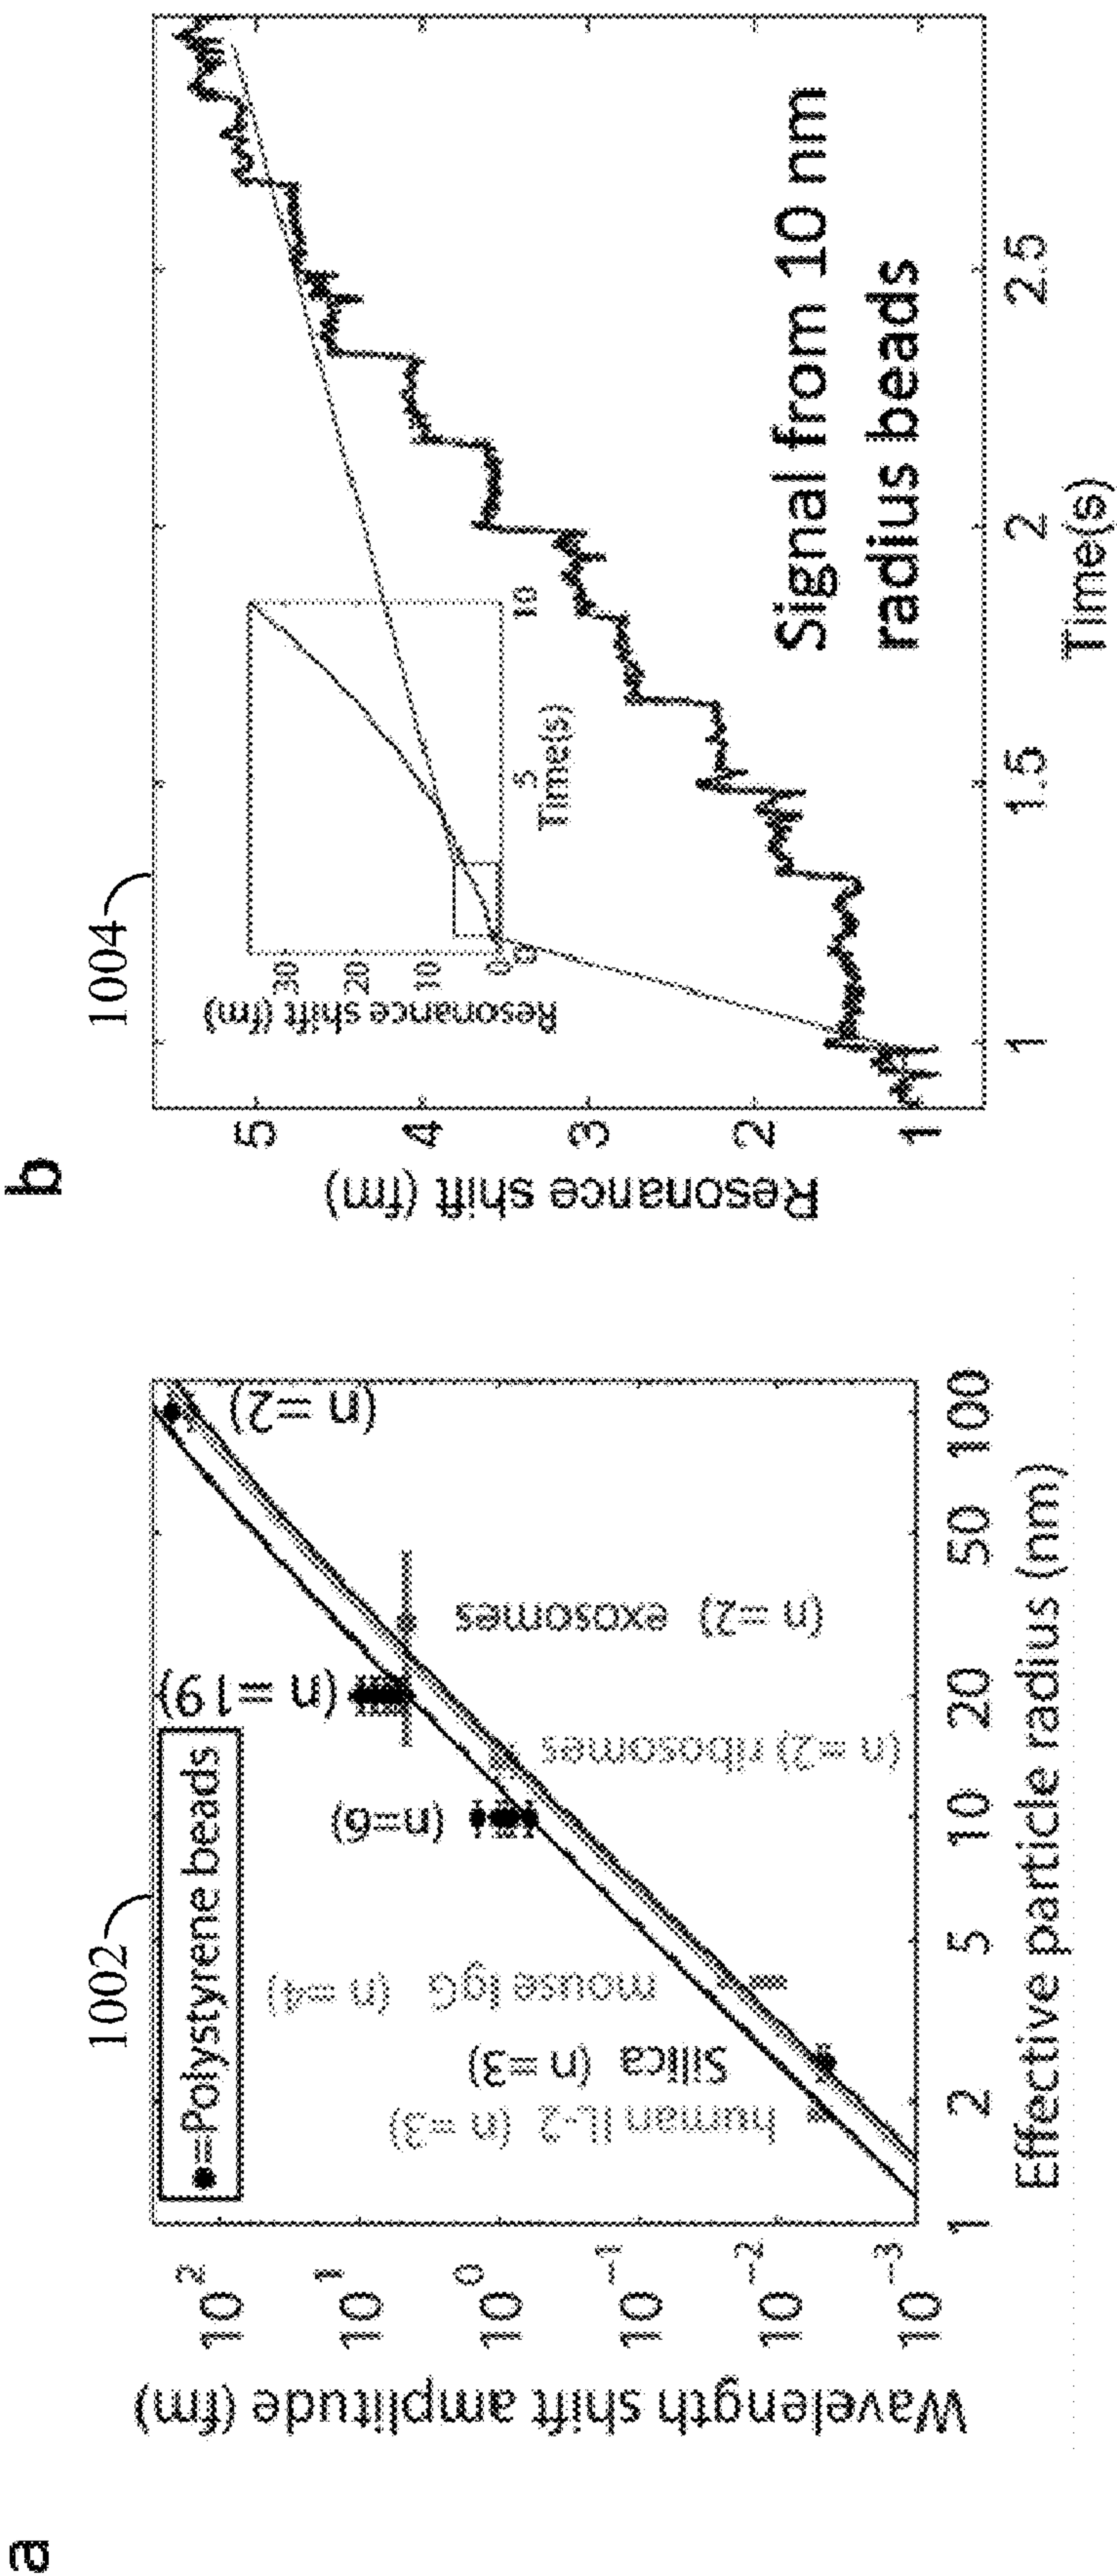 a
1002
Wavelength shift amplitude (fm)
10 2
10 1
10 0
10 -1
10 -2
10 -3
●=Polystyrene beads
(n =2)
(n =19)
(n=6)
exosomes (n =2)
(n =2) ribosomes
mouse IgG (n =4)
Silica (n =3)
human IL-2 (n =3)
1 2 5 10 20 50 100
Effective particle radius (nm)
b
1004
Resonance shift (fm)
5
4
3
2
1
Resonance shift (fm)
30
20
10
0
0 5 10
Time(s)
Signal from 10 nm
radius beads
1 1.5 2 2.5
Time(s)